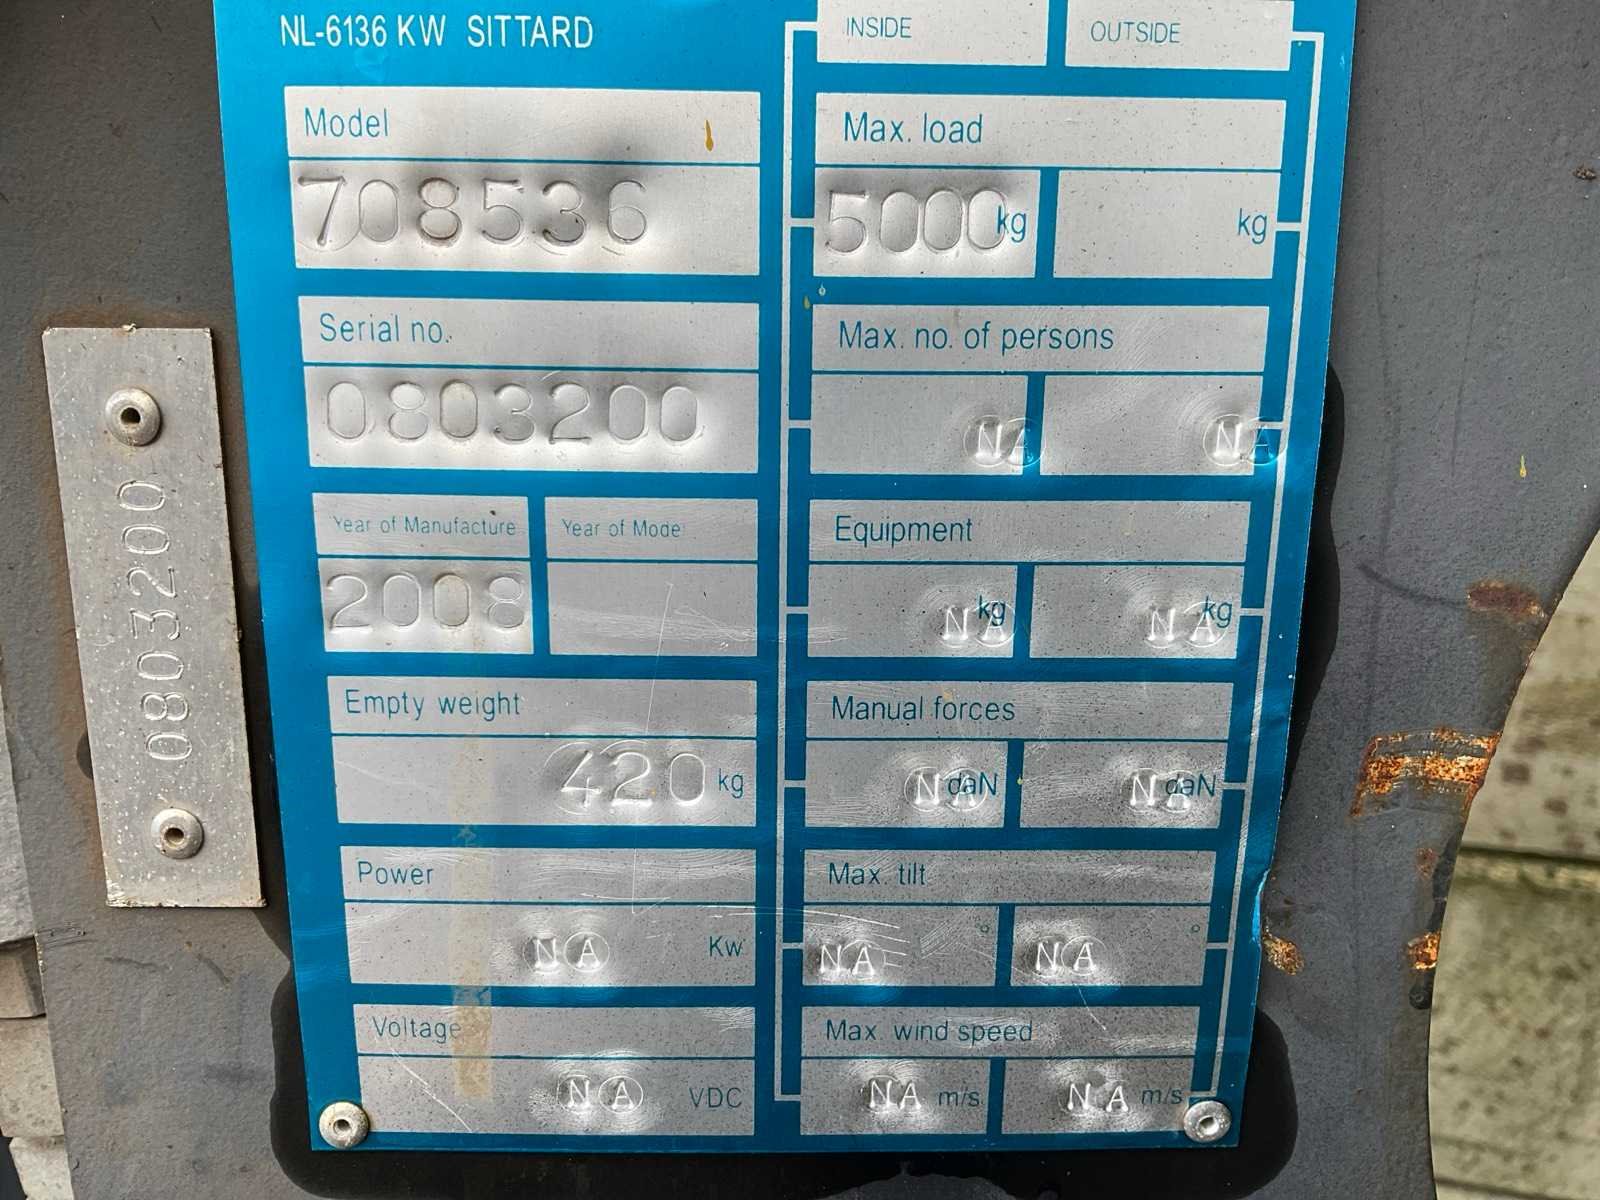 NL-6136 KW SITTARD
Model
708536
Serial no.
0803200
Year of Manufacture Year of Mode
2008
Empty weight
420 kg
Power
NA Kw
Voltage
NA VDC
INSIDE OUTSIDE
Max. load
5000 kg kg
Max. no. of persons
NA NA
Equipment
NA kg NA kg
Manual forces
NA daN NA daN
Max. tilt
NA ° NA °
Max. wind speed
NA m/s NA m/s
0803200